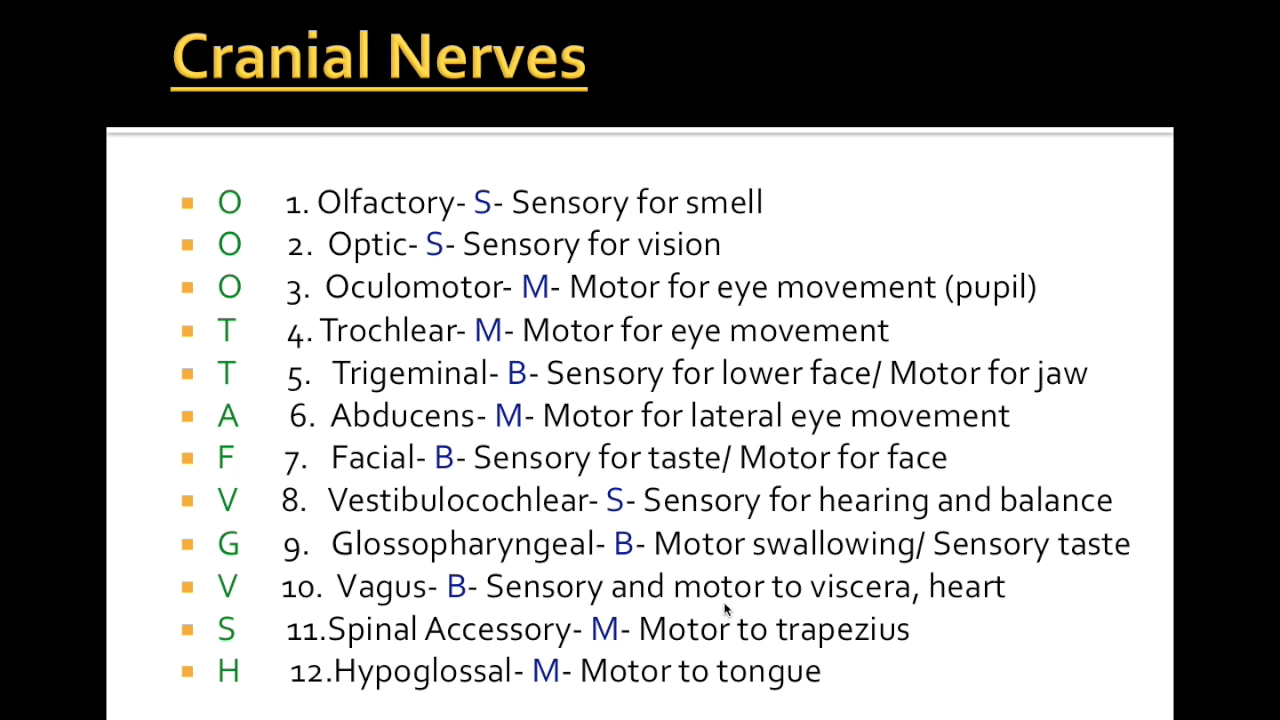 Cranial Nerves
O 1. Olfactory- S- Sensory for smell
O 2. Optic- S- Sensory for vision
O 3. Oculomotor- M- Motor for eye movement (pupil)
T 4. Trochlear- M- Motor for eye movement
T 5. Trigeminal- B- Sensory for lower face/ Motor for jaw
A 6. Abducens- M- Motor for lateral eye movement
F 7. Facial- B- Sensory for taste/ Motor for face
V 8. Vestibulocochlear- S- Sensory for hearing and balance
G 9. Glossopharyngeal- B- Motor swallowing/ Sensory taste
V 10. Vagus- B- Sensory and motor to viscera, heart
S 11.Spinal Accessory- M- Motor to trapezius
H 12.Hypoglossal- M- Motor to tongue